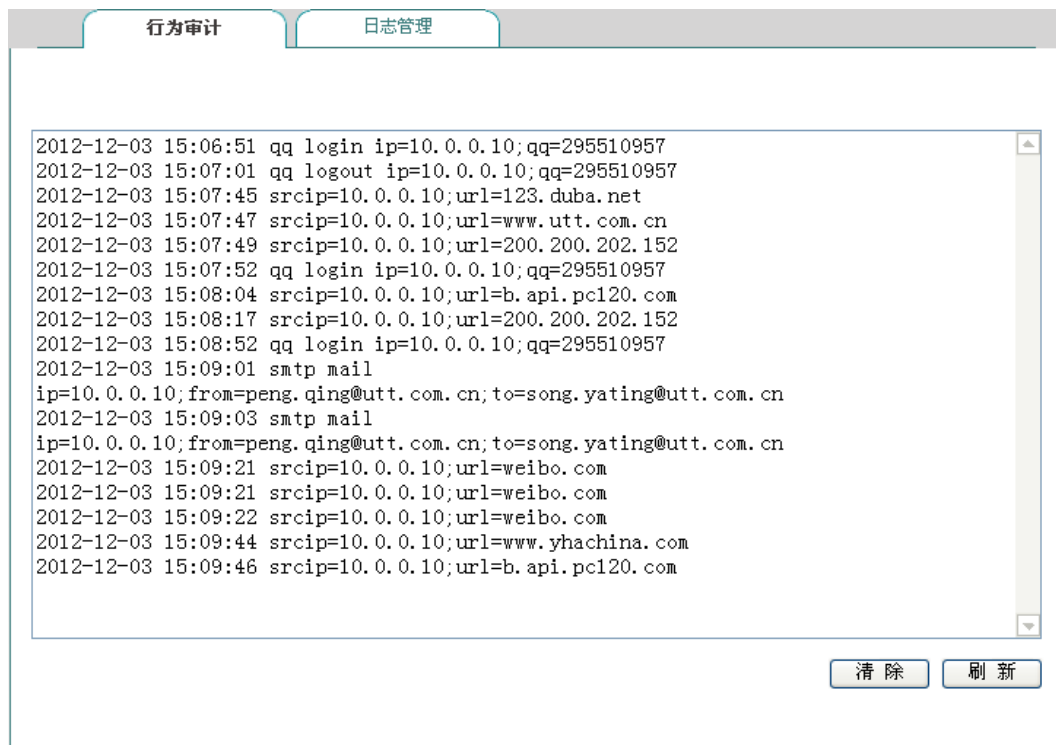 行为审计
日志管理
2012-12-03 15:06:51 qq login ip=10.0.0.10;qq=295510957
2012-12-03 15:07:01 qq logout ip=10.0.0.10;qq=295510957
2012-12-03 15:07:45 srcip=10.0.0.10;url=123.duba.net
2012-12-03 15:07:47 srcip=10.0.0.10;url=www.utt.com.cn
2012-12-03 15:07:49 srcip=10.0.0.10;url=200.200.202.152
2012-12-03 15:07:52 qq login ip=10.0.0.10;qq=295510957
2012-12-03 15:08:04 srcip=10.0.0.10;url=b.api.pc120.com
2012-12-03 15:08:17 srcip=10.0.0.10;url=200.200.202.152
2012-12-03 15:08:52 qq login ip=10.0.0.10;qq=295510957
2012-12-03 15:09:01 smtp mail
ip=10.0.0.10;from=peng.qing@utt.com.cn;to=song.yating@utt.com.cn
2012-12-03 15:09:03 smtp mail
ip=10.0.0.10;from=peng.qing@utt.com.cn;to=song.yating@utt.com.cn
2012-12-03 15:09:21 srcip=10.0.0.10;url=weibo.com
2012-12-03 15:09:21 srcip=10.0.0.10;url=weibo.com
2012-12-03 15:09:22 srcip=10.0.0.10;url=weibo.com
2012-12-03 15:09:44 srcip=10.0.0.10;url=www.yhachina.com
2012-12-03 15:09:46 srcip=10.0.0.10;url=b.api.pc120.com
清 除
刷 新